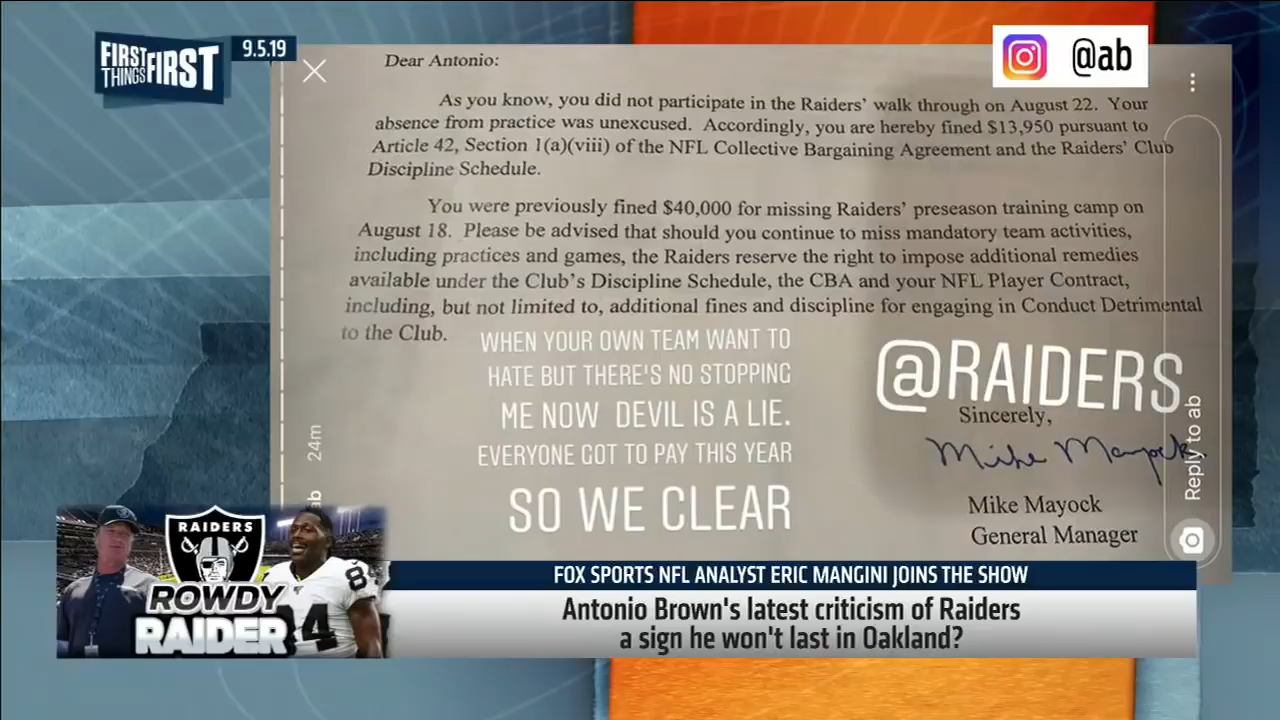 FIRST THINGS FIRST
9.5.19
@ab
Dear Antonio:
As you know, you did not participate in the Raiders' walk through on August 22. Your
absence from practice was unexcused. Accordingly, you are hereby fined $13,950 pursuant to
Article 42, Section 1(a)(viii) of the NFL Collective Bargaining Agreement and the Raiders' Club
Discipline Schedule.
You were previously fined $40,000 for missing Raiders' preseason training camp on
August 18. Please be advised that should you continue to miss mandatory team activities,
including practices and games, the Raiders reserve the right to impose additional remedies
available under the Club's Discipline Schedule, the CBA and your NFL Player Contract,
including, but not limited to, additional fines and discipline for engaging in Conduct Detrimental
to the Club.
WHEN YOUR OWN TEAM WANT TO
HATE BUT THERE'S NO STOPPING
ME NOW DEVIL IS A LIE.
EVERYONE GOT TO PAY THIS YEAR
SO WE CLEAR
@RAIDERS
Sincerely,
Mike Mayock
Mike Mayock
General Manager
24m
ab
Reply to ab
RAIDERS
ROWDY
RAIDER
84
FOX SPORTS NFL ANALYST ERIC MANGINI JOINS THE SHOW
Antonio Brown's latest criticism of Raiders
a sign he won't last in Oakland?